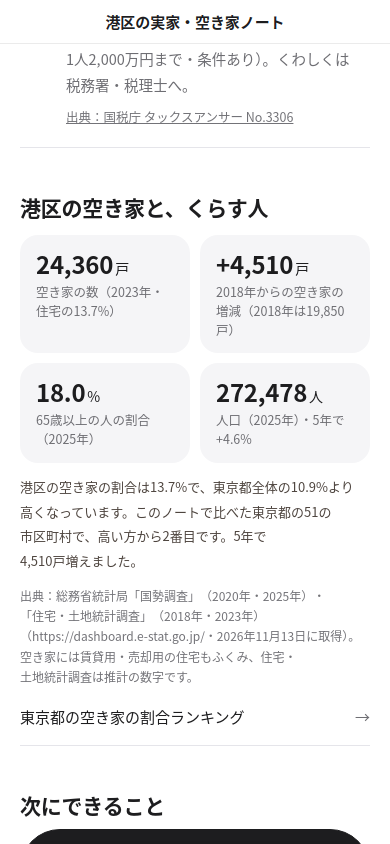 港区の実家・空き家ノート
1人2,000万円まで・条件あり）。くわしくは
税務署・税理士へ。
出典：国税庁 タックスアンサー No.3306
港区の空き家と、くらす人
24,360戸
空き家の数（2023年・
住宅の13.7%）
+4,510戸
2018年からの空き家の
増減（2018年は19,850
戸）
18.0%
65歳以上の人の割合
（2025年）
272,478人
人口（2025年）・5年で
+4.6%
港区の空き家の割合は13.7%で、東京都全体の10.9%より
高くなっています。このノートで比べた東京都の51の
市区町村で、高い方から2番目です。5年で
4,510戸増えました。
出典：総務省統計局「国勢調査」（2020年・2025年）・
「住宅・土地統計調査」（2018年・2023年）
（https://dashboard.e-stat.go.jp/・2026年11月13日に取得）。
空き家には賃貸用・売却用の住宅もふくみ、住宅・
土地統計調査は推計の数字です。
東京都の空き家の割合ランキング →
次にできること